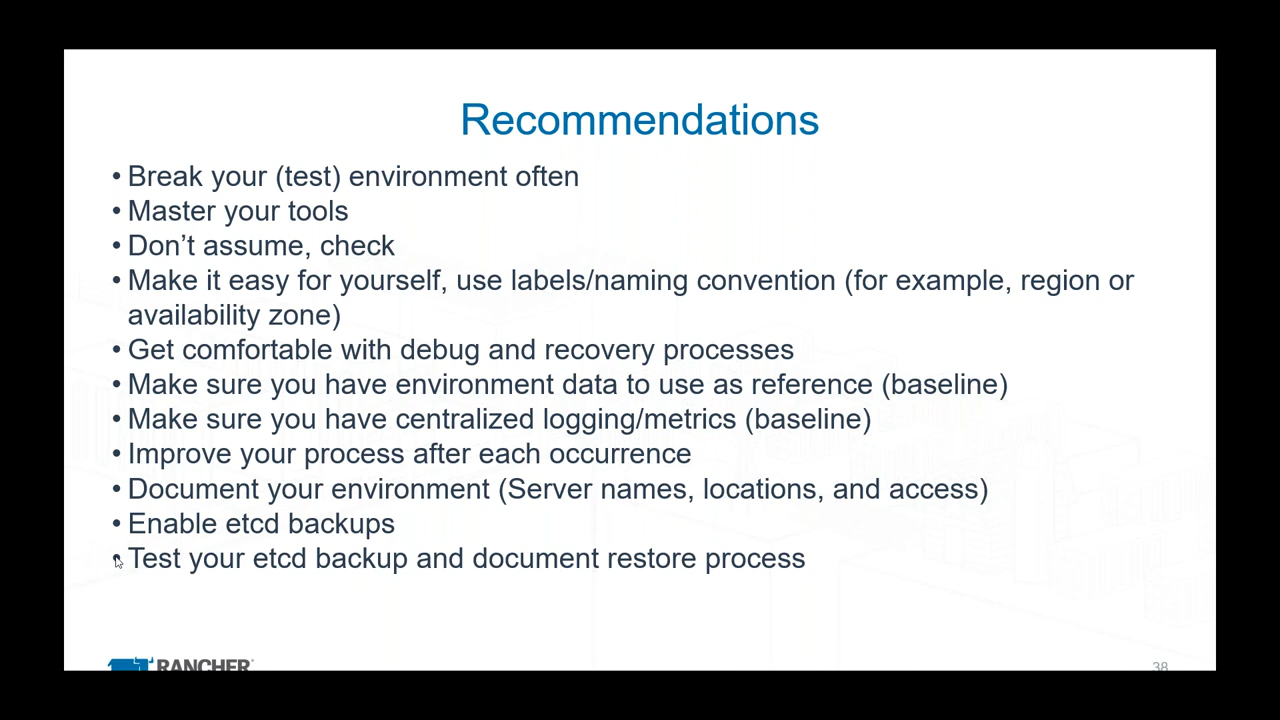 Recommendations
• Break your (test) environment often
• Master your tools
• Don’t assume, check
• Make it easy for yourself, use labels/naming convention (for example, region or
availability zone)
• Get comfortable with debug and recovery processes
• Make sure you have environment data to use as reference (baseline)
• Make sure you have centralized logging/metrics (baseline)
• Improve your process after each occurrence
• Document your environment (Server names, locations, and access)
• Enable etcd backups
• Test your etcd backup and document restore process
RANCHER
38